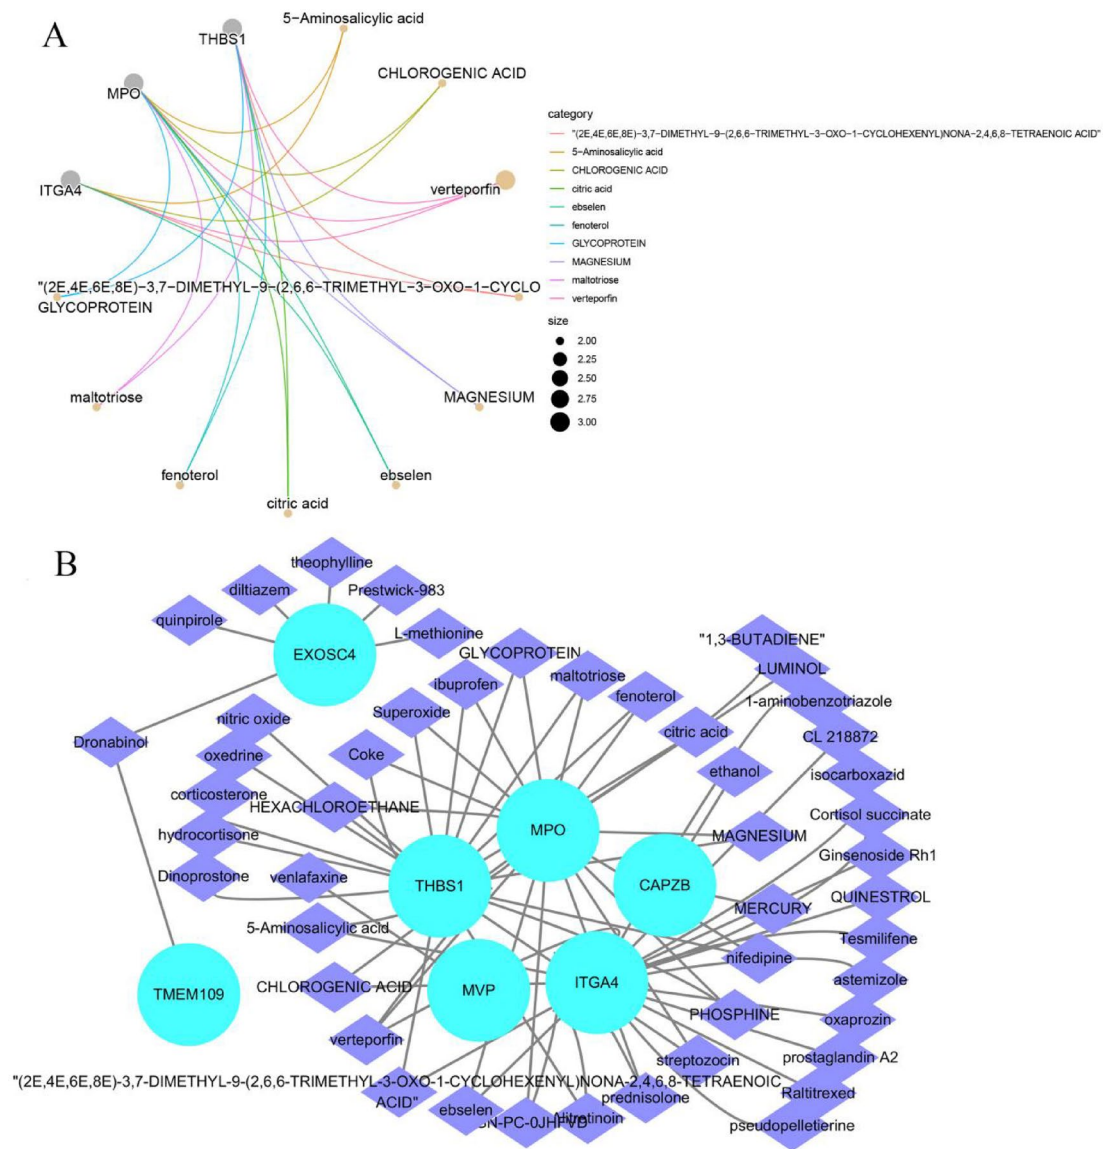 A
5−Aminosalicylic acid
THBS1
CHLOROGENIC ACID
MPO
ITGA4
verteporfin
"(2E,4E,6E,8E)−3,7−DIMETHYL−9−(2,6,6−TRIMETHYL−3−OXO−1−CYCLO
GLYCOPROTEIN
maltotriose
MAGNESIUM
fenoterol
ebselen
citric acid
category
"(2E,4E,6E,8E)−3,7−DIMETHYL−9−(2,6,6−TRIMETHYL−3−OXO−1−CYCLOHEXENYL)NONA−2,4,6,8−TETRAENOIC ACID"
5−Aminosalicylic acid
CHLOROGENIC ACID
citric acid
ebselen
fenoterol
GLYCOPROTEIN
MAGNESIUM
maltotriose
verteporfin
size
2.00
2.25
2.50
2.75
3.00
B
theophylline
diltiazem
Prestwick-983
quinpirole
L-methionine
EXOSC4
"1,3-BUTADIENE"
GLYCOPROTEIN
LUMINOL
ibuprofen
maltotriose
fenoterol
1-aminobenzotriazole
Superoxide
nitric oxide
citric acid
CL 218872
Dronabinol
oxedrine
Coke
ethanol
isocarboxazid
corticosterone
HEXACHLOROETHANE
Cortisol succinate
hydrocortisone
MPO
MAGNESIUM
Ginsenoside Rh1
Dinoprostone
venlafaxine
THBS1
CAPZB
QUINESTROL
MERCURY
5-Aminosalicylic acid
Tesmilifene
nifedipine
CHLOROGENIC ACID
astemizole
TMEM109
MVP
ITGA4
PHOSPHINE
oxaprozin
verteporfin
streptozocin
prostaglandin A2
"(2E,4E,6E,8E)-3,7-DIMETHYL-9-(2,6,6-TRIMETHYL-3-OXO-1-CYCLOHEXENYL)NONA-2,4,6,8-TETRAENOIC
ACID"
prednisolone
Raltitrexed
ebselen
pseudopelletierine